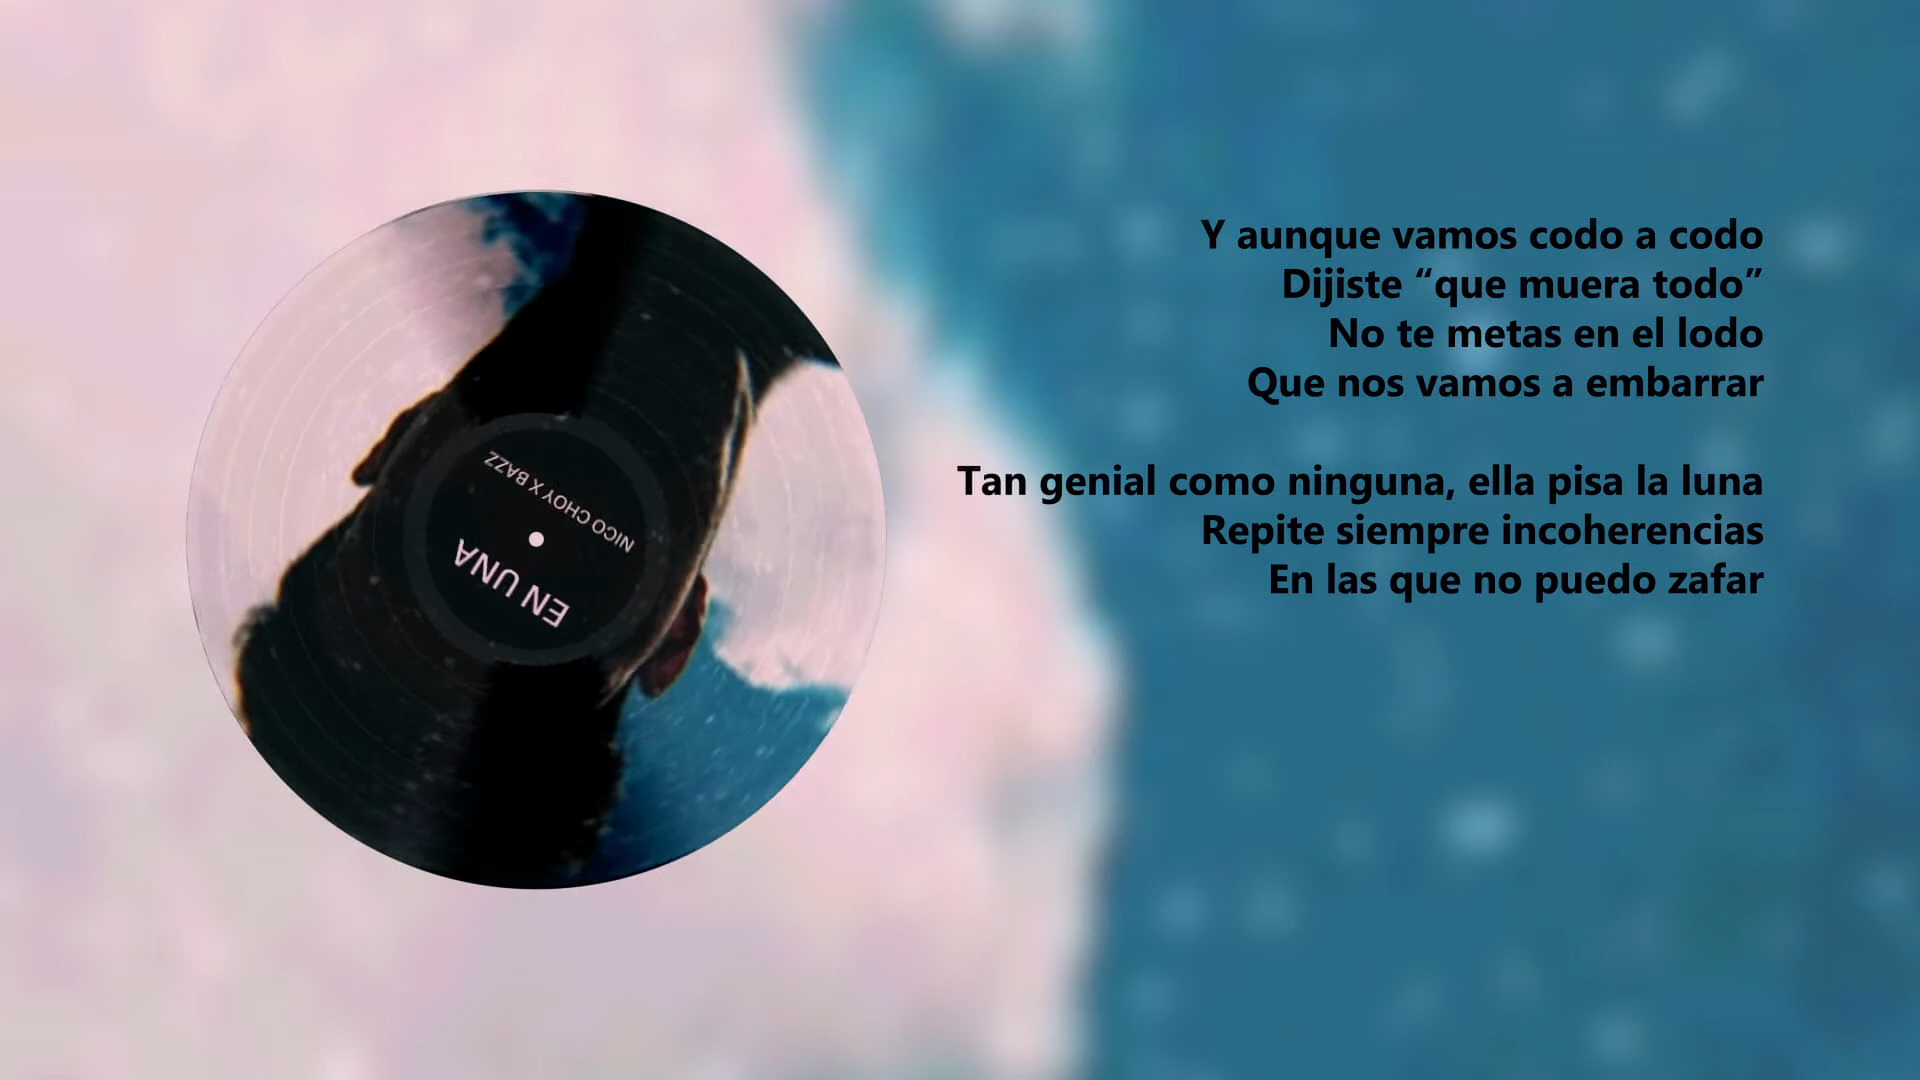 NICO CHOY X BAZZ
EN UNA
Y aunque vamos codo a codo
Dijiste “que muera todo”
No te metas en el lodo
Que nos vamos a embarrar
Tan genial como ninguna, ella pisa la luna
Repite siempre incoherencias
En las que no puedo zafar